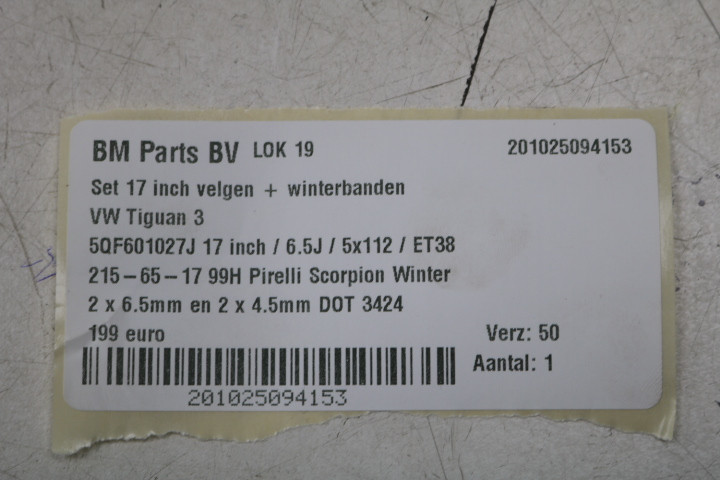 BM Parts BV LOK 19 201025094153
Set 17 inch velgen + winterbanden
VW Tiguan 3
5QF601027J 17 inch / 6.5J / 5x112 / ET38
215-65-17 99H Pirelli Scorpion Winter
2 x 6.5mm en 2 x 4.5mm DOT 3424
199 euro Verz: 50
Aantal: 1
201025094153